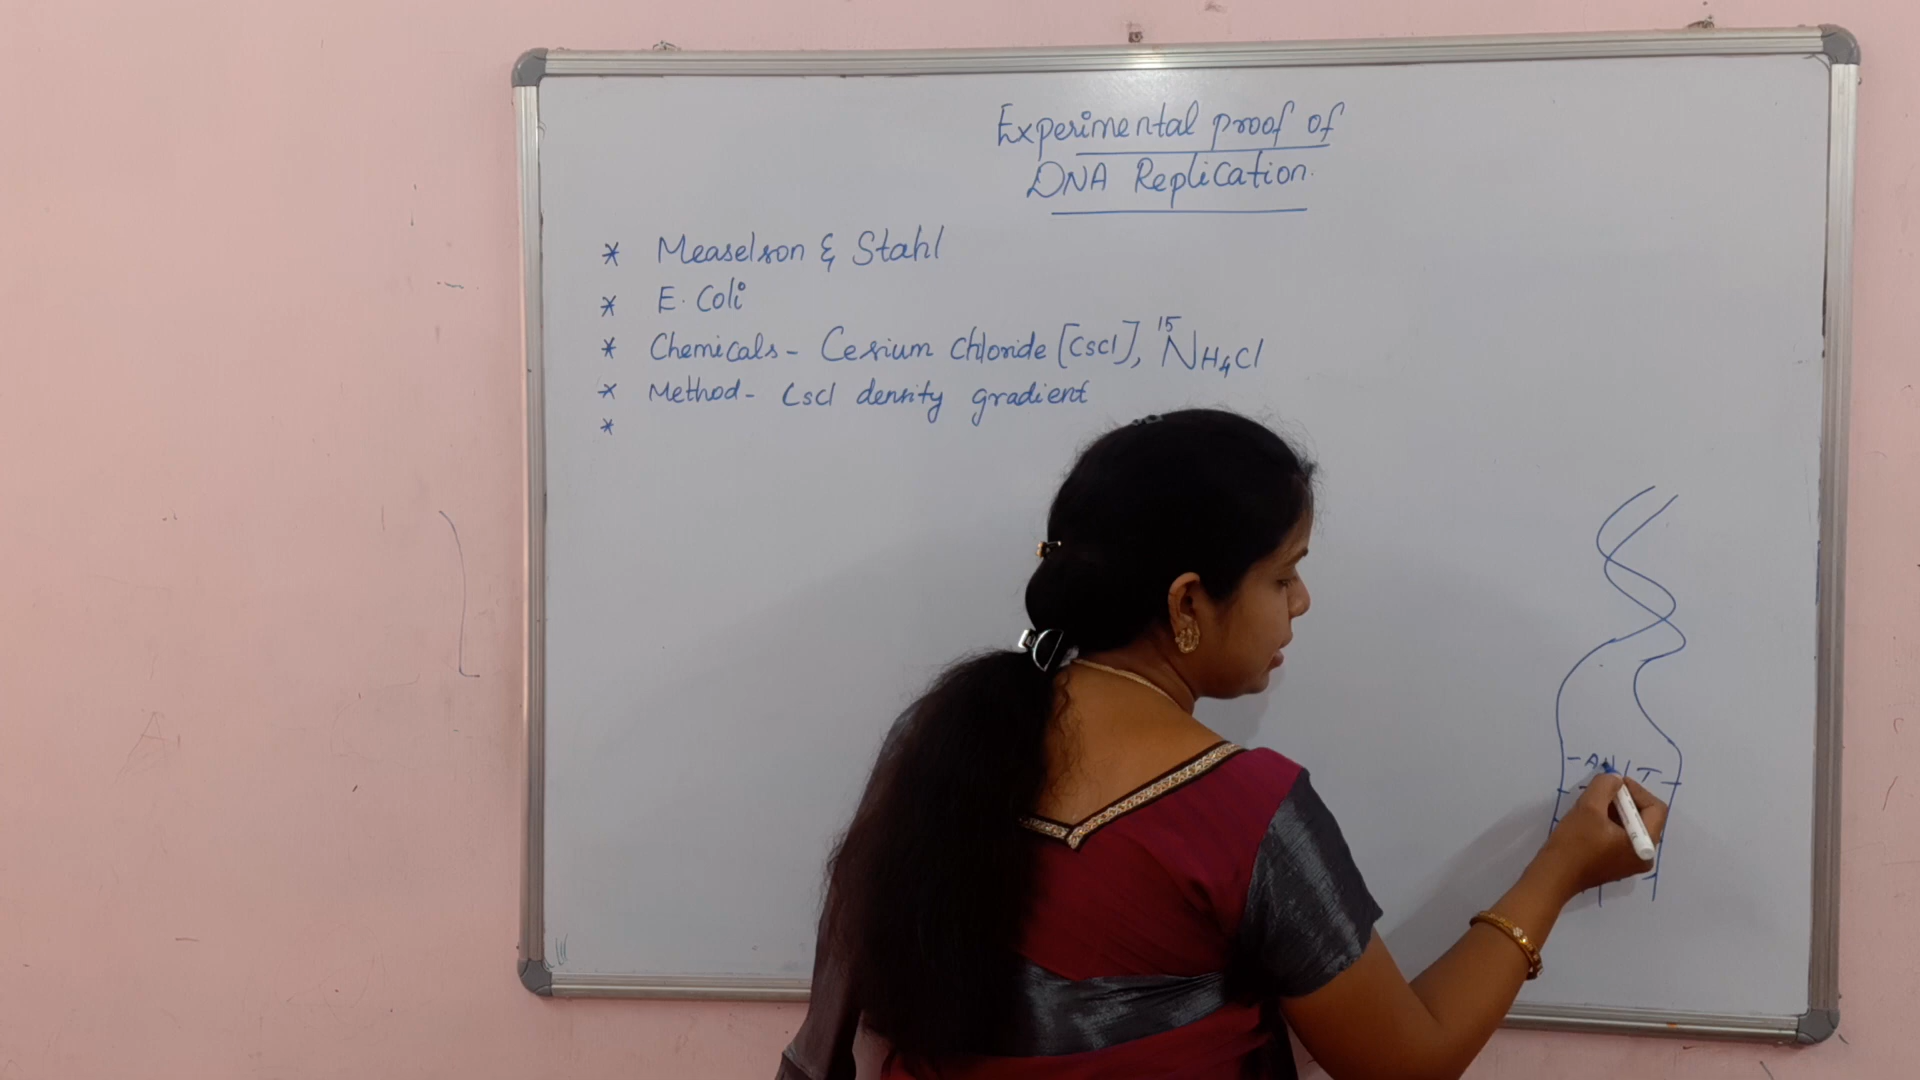 Experimental proof of
DNA Replication.
* Measelson & Stahl
* E. Coli
* Chemicals - Cesium Chloride [Cscl], ¹⁵NH₄Cl
* Method - Cscl density gradient
*
A T